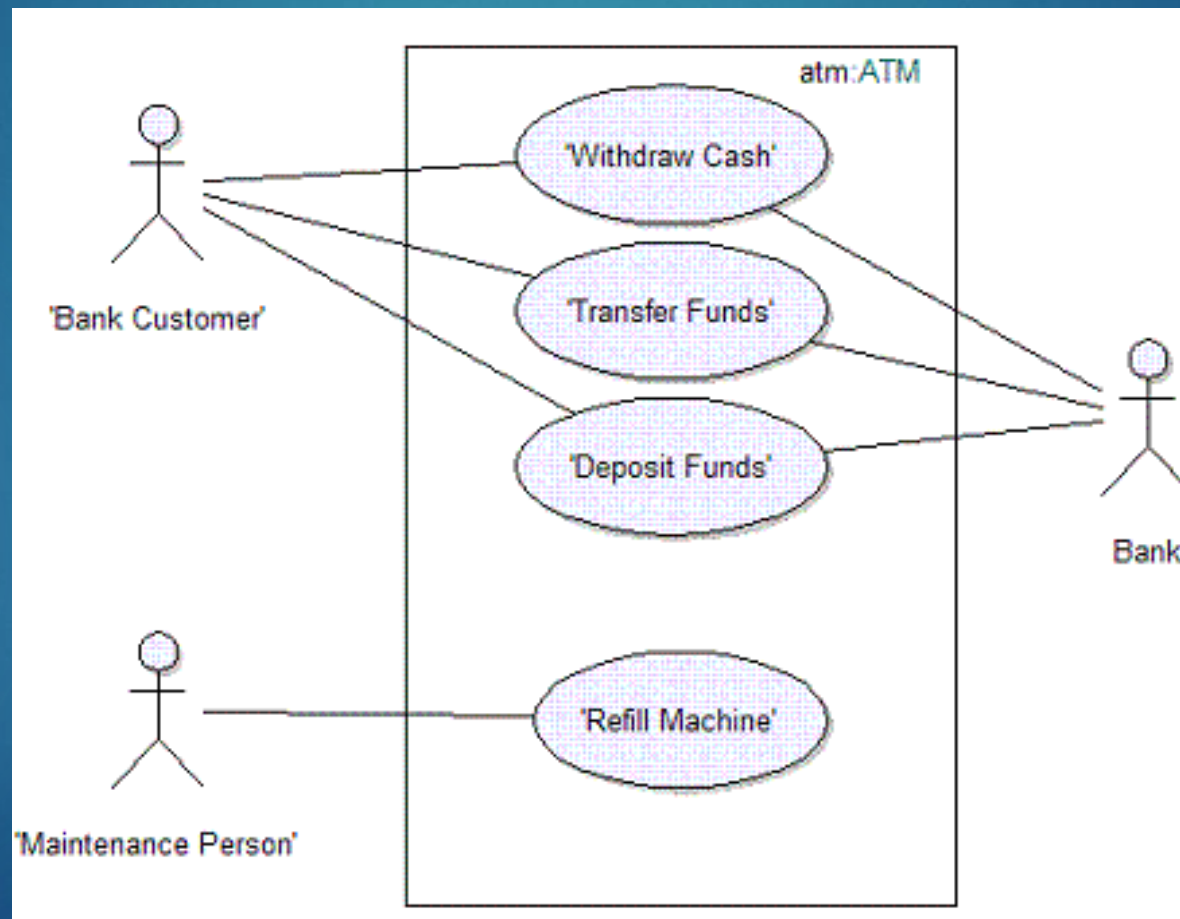 atm:ATM
'Withdraw Cash'
'Bank Customer'
'Transfer Funds'
'Deposit Funds'
Bank
'Refill Machine'
'Maintenance Person'